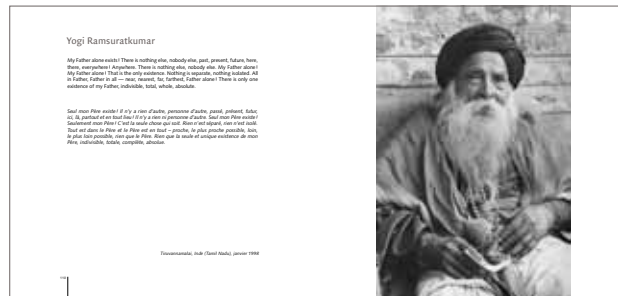 Yogi Ramsuratkumar
My Father alone exists! There is nothing else, nobody else, past, present, future, here,
there, everywhere! Anywhere. There is nothing else, nobody else. My Father alone!
My Father alone! That is the only existence. Nothing is separate, nothing isolated. All
in Father, Father in all — near, nearest, far, farthest, Father alone! There is only one
existence of my Father, indivisible, total, whole, absolute.
Seul mon Père existe! Il n'y a rien d'autre, personne d'autre, passé, présent, futur,
ici, là, partout et en tout lieu! Il n'y a rien ni personne d'autre. Seul mon Père existe!
Seulement mon Père! C'est la seule chose qui soit. Rien n'est séparé, rien n'est isolé.
Tout est dans le Père et le Père est en tout – proche, le plus proche possible, loin,
le plus loin possible, rien que le Père. Rien que la seule et unique existence de mon
Père, indivisible, totale, complète, absolue.
Tiruvannamalai, Inde (Tamil Nadu), janvier 1998